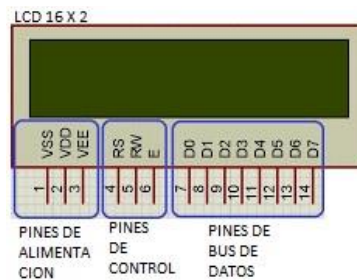 LCD 16 X 2
VSS
VDD
VEE
RS
RW
E
D0
D1
D2
D3
D4
D5
D6
D7
1
2
3
4
5
6
7
8
9
10
11
12
13
14
PINES DE
ALIMENTA
CION
PINES
DE
CONTROL
PINES DE
BUS DE
DATOS